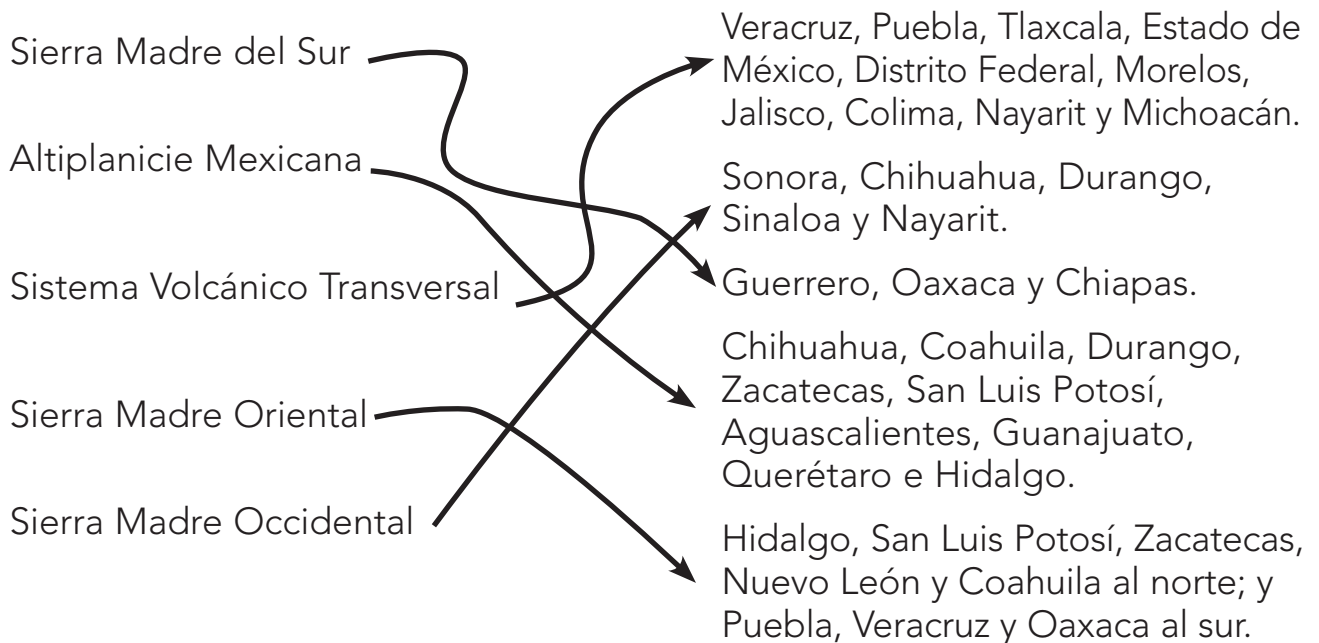 Sierra Madre del Sur
Altiplanicie Mexicana
Sistema Volcánico Transversal
Sierra Madre Oriental
Sierra Madre Occidental
Veracruz, Puebla, Tlaxcala, Estado de
México, Distrito Federal, Morelos,
Jalisco, Colima, Nayarit y Michoacán.
Sonora, Chihuahua, Durango,
Sinaloa y Nayarit.
Guerrero, Oaxaca y Chiapas.
Chihuahua, Coahuila, Durango,
Zacatecas, San Luis Potosí,
Aguascalientes, Guanajuato,
Querétaro e Hidalgo.
Hidalgo, San Luis Potosí, Zacatecas,
Nuevo León y Coahuila al norte; y
Puebla, Veracruz y Oaxaca al sur.